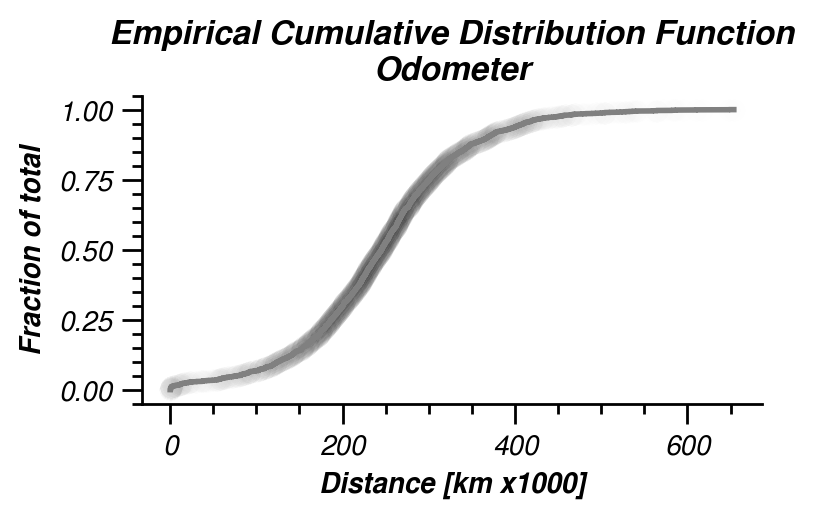 Empirical Cumulative Distribution Function
Odometer
Fraction of total
1.00
0.75
0.50
0.25
0.00
0 200 400 600
Distance [km x1000]